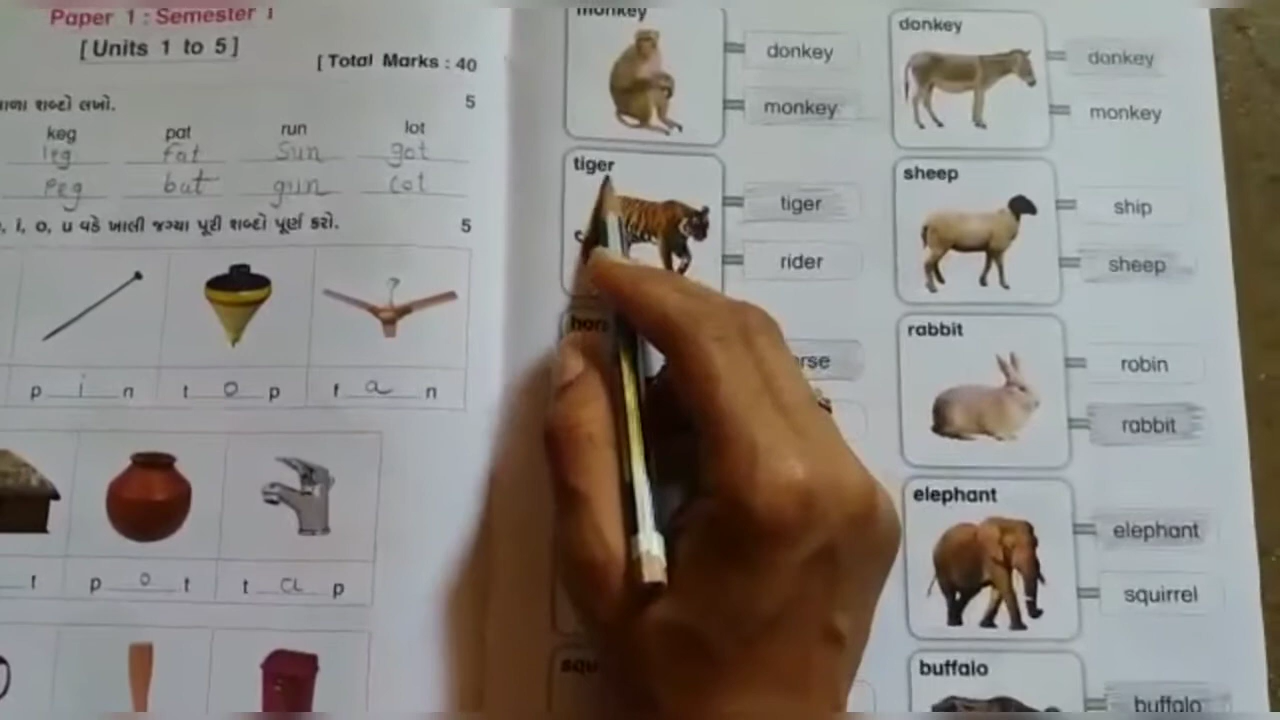 Paper 1 : Semester 1
[ Units 1 to 5 ]
[ Total Marks : 40
શબ્દો લખો. 5
keg pat run lot
leg fat sun got
peg but gun cot
i, o, u વડે ખાલી જગ્યા પૂરી શબ્દો પૂર્ણ કરો. 5
p i n t o p f a n
t p o t t a p
monkey
donkey
monkey
tiger
tiger
rider
donkey
donkey
monkey
sheep
ship
sheep
rabbit
robin
rabbit
elephant
elephant
squirrel
buffalo
buffalo